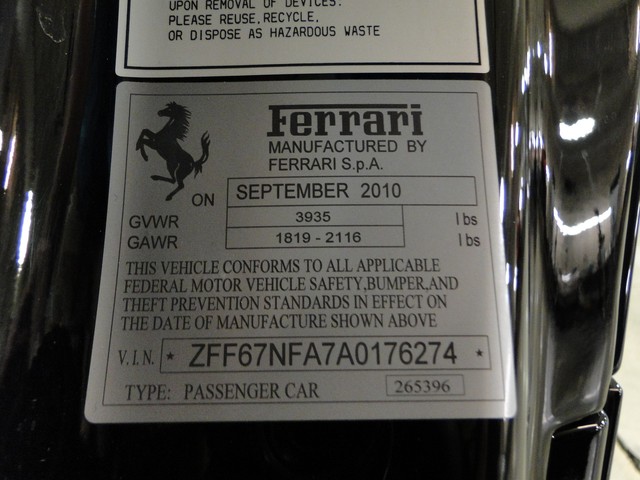 UPON REMOVAL OF DEVICES.
PLEASE REUSE, RECYCLE,
OR DISPOSE AS HAZARDOUS WASTE
Ferrari
MANUFACTURED BY
FERRARI S.p.A.
ON SEPTEMBER 2010
GVWR 3935 lbs
GAWR 1819 - 2116 lbs
THIS VEHICLE CONFORMS TO ALL APPLICABLE
FEDERAL MOTOR VEHICLE SAFETY,BUMPER,AND
THEFT PREVENTION STANDARDS IN EFFECT ON
THE DATE OF MANUFACTURE SHOWN ABOVE
V.I.N. * ZFF67NFA7A0176274 *
TYPE: PASSENGER CAR 265396